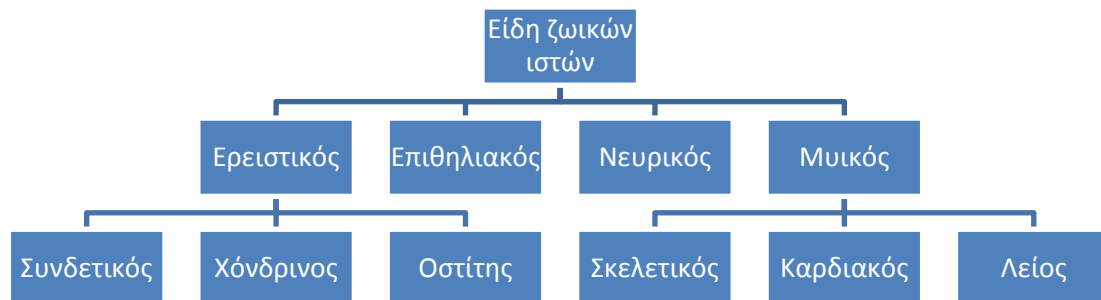 Είδη ζωικών
ιστών
Ερειστικός
Επιθηλιακός
Νευρικός
Μυικός
Συνδετικός
Χόνδρινος
Οστίτης
Σκελετικός
Καρδιακός
Λείος